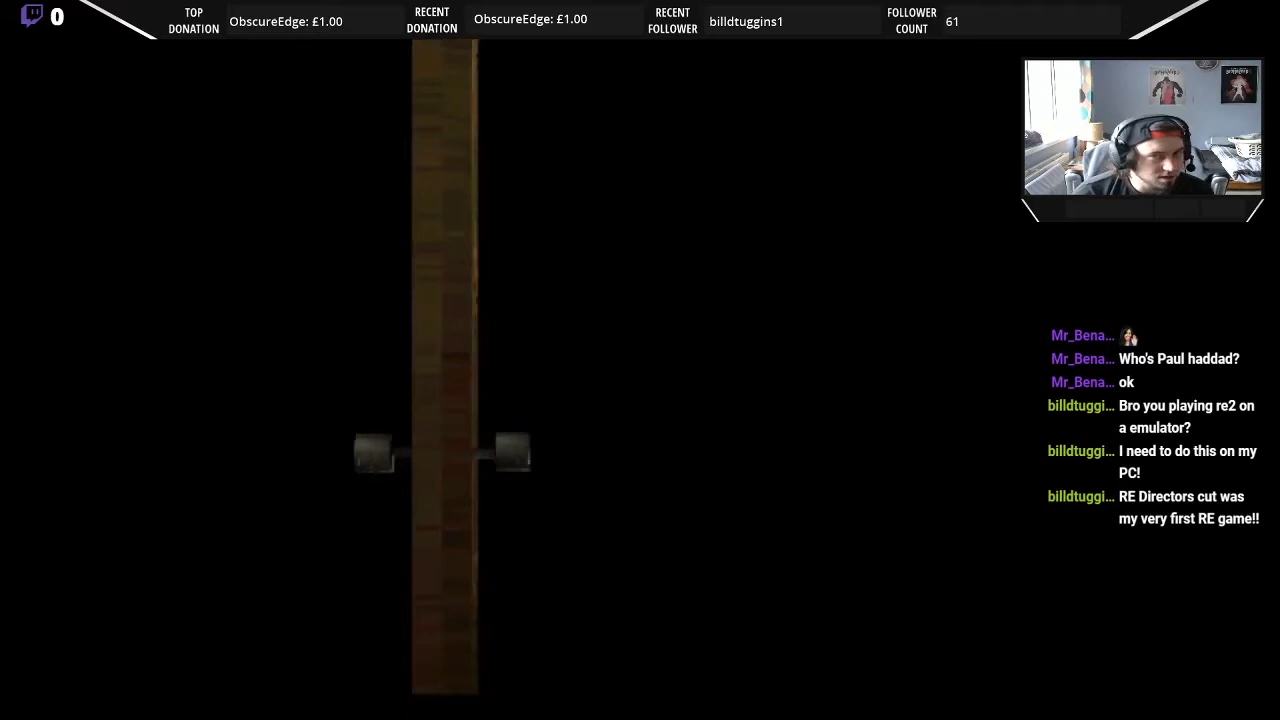 0
TOP DONATION
ObscureEdge: £1.00
RECENT DONATION
ObscureEdge: £1.00
RECENT FOLLOWER
billdtuggins1
FOLLOWER COUNT
61
Mr_Bena...
Mr_Bena... Who's Paul haddad?
Mr_Bena... ok
billdtuggi... Bro you playing re2 on
a emulator?
billdtuggi... I need to do this on my
PC!
billdtuggi... RE Directors cut was
my very first RE game!!